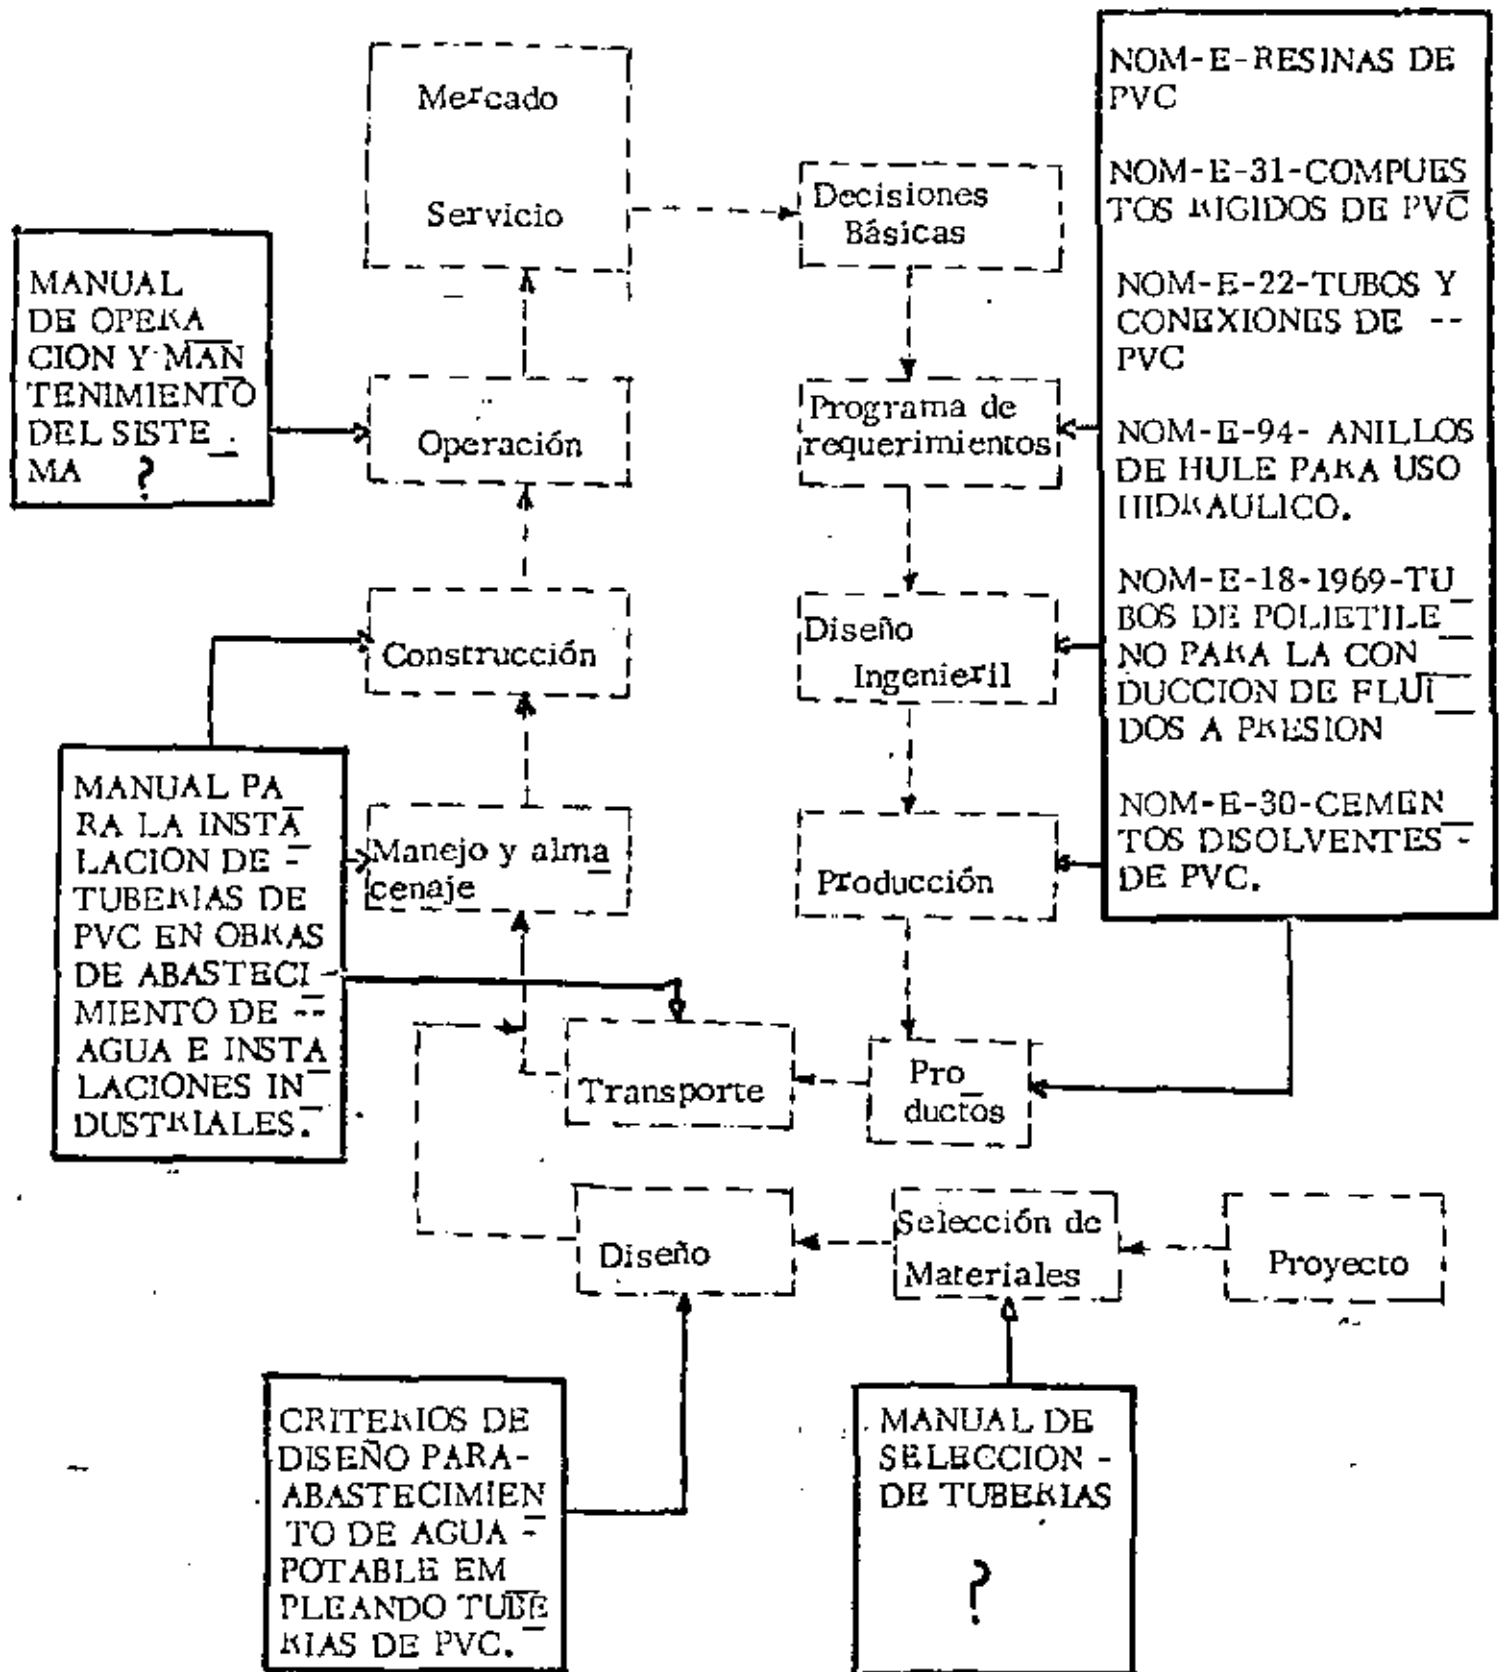 Mercado
Servicio
Decisiones
Básicas
NOM-E-RESINAS DE
PVC
NOM-E-31-COMPUES
TOS RIGIDOS DE PVC
NOM-E-22-TUBOS Y
CONEXIONES DE --
PVC
NOM-E-94- ANILLOS
DE HULE PARA USO
HIDRAULICO.
NOM-E-18-1969-TU
BOS DE POLIETILE
NO PARA LA CON
DUCCION DE FLUI
DOS A PRESION
NOM-E-30-CEMEN
TOS DISOLVENTES -
DE PVC.
MANUAL
DE OPERA
CION Y MAN
TENIMIENTO
DEL SISTE
MA ?
Operación
Programa de
requerimientos
Construcción
Diseño
Ingenieril
MANUAL PA
RA LA INSTA
LACION DE -
TUBERIAS DE
PVC EN OBRAS
DE ABASTECI -
MIENTO DE --
AGUA E INSTA
LACIONES IN
DUSTRIALES.
Manejo y alma
cenaje
Producción
Transporte
Pro
ductos
Diseño
Selección de
Materiales
Proyecto
CRITERIOS DE
DISEÑO PARA-
ABASTECIMIEN
TO DE AGUA -
POTABLE EM
PLEANDO TUBE
RIAS DE PVC.
MANUAL DE
SELECCION -
DE TUBERIAS
?